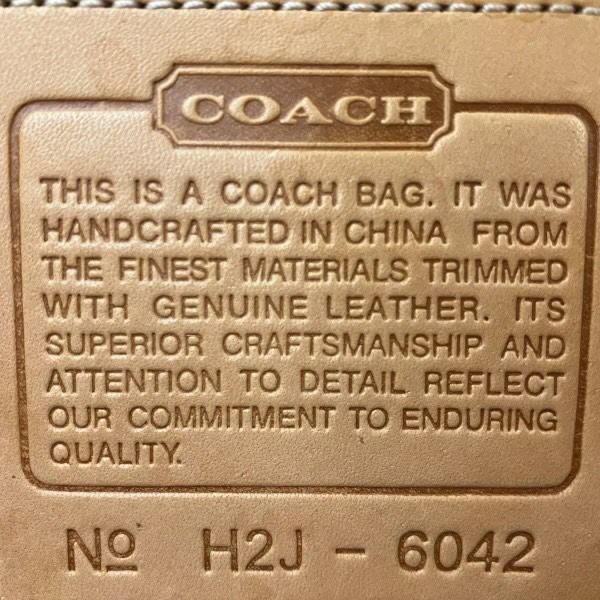 COACH
THIS IS A COACH BAG. IT WAS
HANDCRAFTED IN CHINA FROM
THE FINEST MATERIALS TRIMMED
WITH GENUINE LEATHER. ITS
SUPERIOR CRAFTSMANSHIP AND
ATTENTION TO DETAIL REFLECT
OUR COMMITMENT TO ENDURING
QUALITY.
Nº H2J - 6042